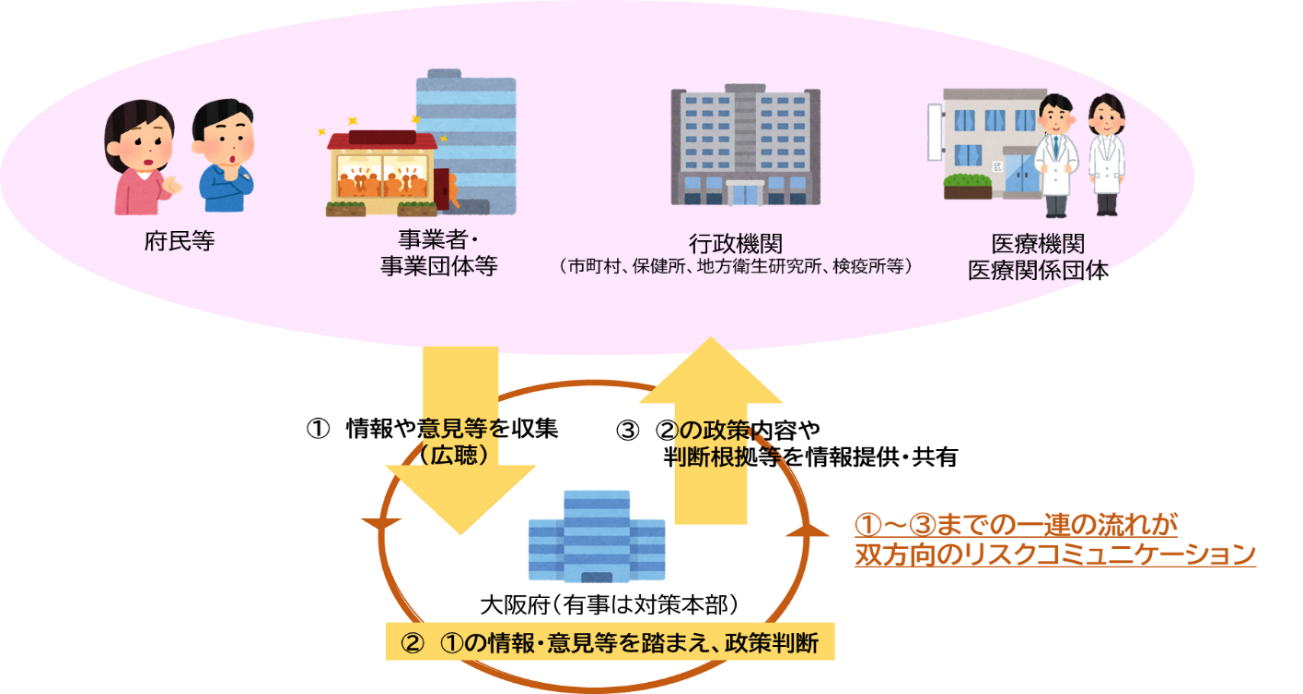 府民等
事業者・
事業団体等
行政機関
（市町村、保健所、地方衛生研究所、検疫所等）
医療機関
医療関係団体
①　情報や意見等を収集
（広聴）
③　②の政策内容や
判断根拠等を情報提供・共有
①～③までの一連の流れが
双方向のリスクコミュニケーション
大阪府（有事は対策本部）
②　①の情報・意見等を踏まえ、政策判断